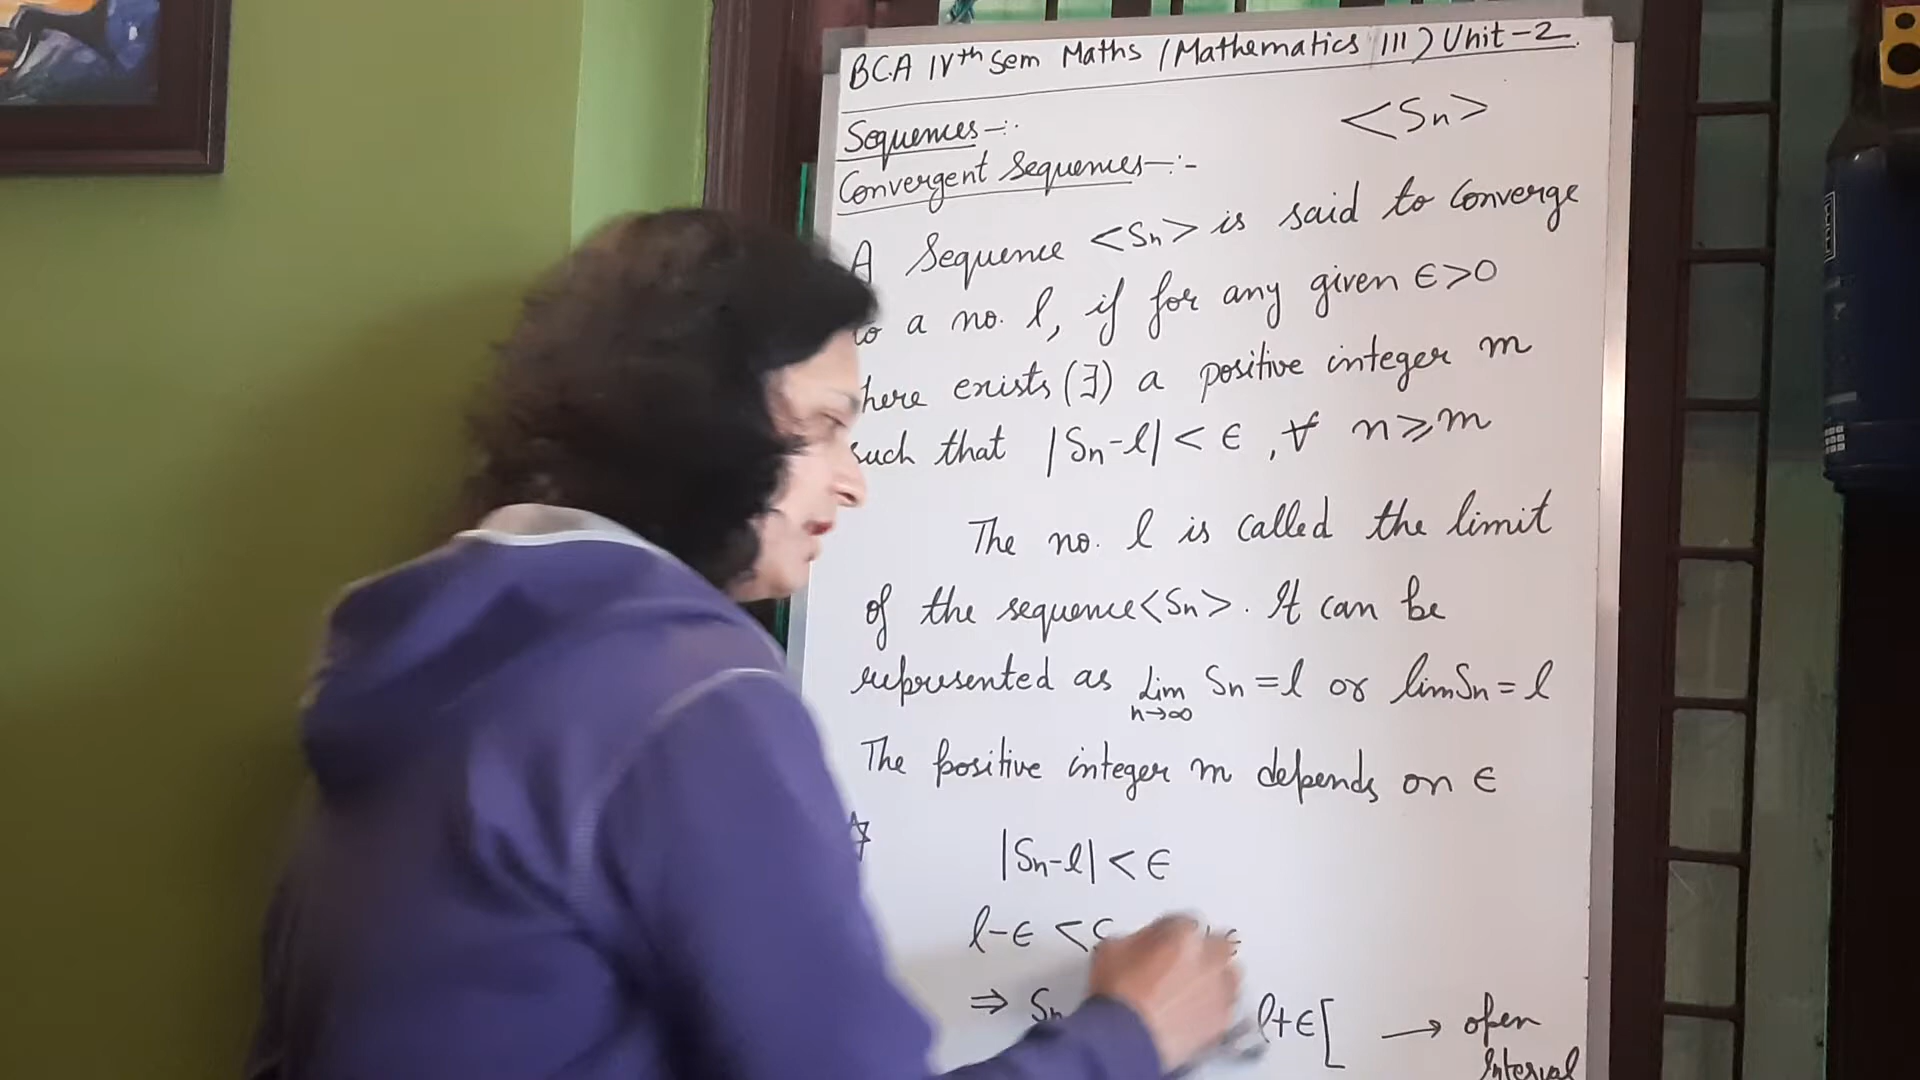 BCA IVth Sem Maths (Mathematics III) Unit-2.
Sequences -:.
<Sn>
Convergent Sequences -:-
A Sequence <Sn> is said to Converge
a no. l, if for any given ∈>0
exists (∃) a positive integer m
such that |Sn-l| < ∈, ∀ n⩾m
The no. l is called the limit
of the sequence <Sn>. It can be
represented as Lim n→∞ Sn = l or lim Sn = l
The positive integer m depends on ∈
|Sn-l| < ∈
l-∈ <
⇒ Sn l+∈[ → open
Interval